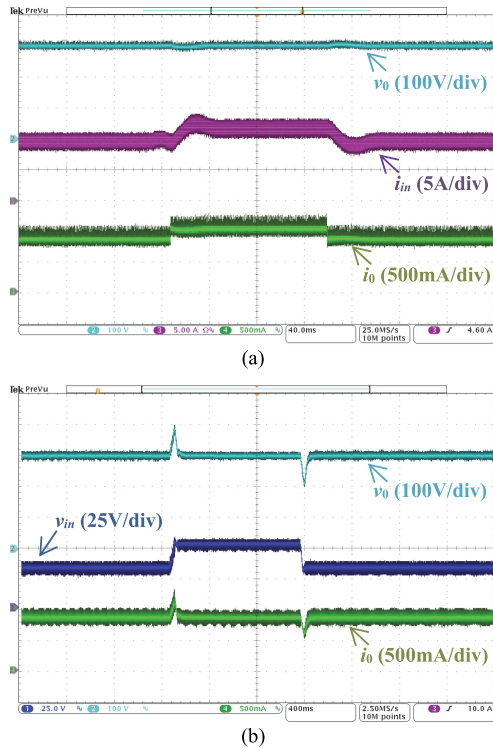 Tek PreVu
v₀ (100V/div)
i_in (5A/div)
i₀ (500mA/div)
2 100 V 3 5.00 A Ω 4 500mA 40.0ms 25.0MS/s 10M points 3 4.60 A
(a)
Tek PreVu
v₀ (100V/div)
v_in (25V/div)
i₀ (500mA/div)
1 25.0 V 2 100 V 4 500mA 400ms 2.50MS/s 10M points 3 10.0 A
(b)